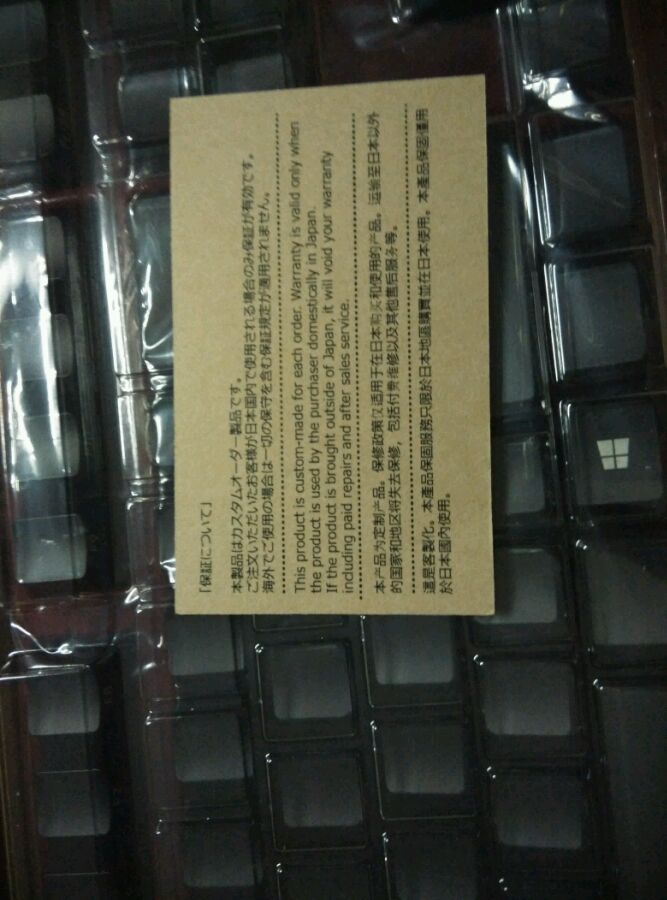 「保証について」
本製品はカスタムオーダー製品です。
ご注文いただいたお客様が日本国内で使用される場合のみ保証が有効です。
海外でご使用の場合は一切の保守を含む保証規定が適用されません。
This product is custom-made for each order. Warranty is valid only when
the product is used by the purchaser domestically in Japan.
If the product is brought outside of Japan, it will void your warranty
including paid repairs and after sales service.
本产品为定制产品。保修政策仅适用于在日本购买和使用的产品。运输至日本以外
的国家和地区将失去保修，包括付费维修以及其他售后服务等。
這是客製化。本產品保固服務只限於日本地區購買並在日本使用。本產品保固僅用
於日本國內使用。